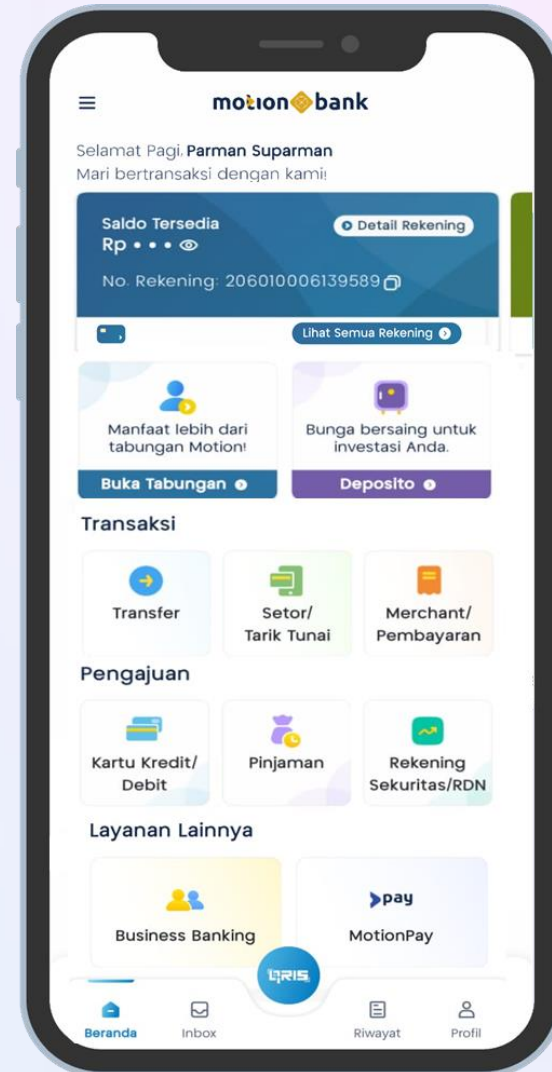 motion bank
Selamat Pagi, Parman Suparman
Mari bertransaksi dengan kami!
Saldo Tersedia
Detail Rekening
Rp • • •
No. Rekening: 206010006139589
Lihat Semua Rekening
Manfaat lebih dari
tabungan Motion!
Buka Tabungan
Bunga bersaing untuk
investasi Anda.
Deposito
Transaksi
Transfer
Setor/
Tarik Tunai
Merchant/
Pembayaran
Pengajuan
Kartu Kredit/
Debit
Pinjaman
Rekening
Sekuritas/RDN
Layanan Lainnya
Business Banking
pay
MotionPay
QRIS
Beranda
Inbox
Riwayat
Profil